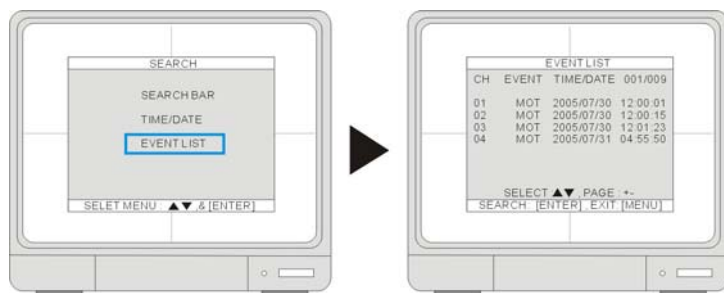 SEARCH
SEARCH BAR
TIME/DATE
EVENT LIST
SELET MENU : ▲▼ ,& [ENTER]
EVENT LIST
CH EVENT TIME/DATE 001/009
01 MOT 2005/07/30 12:00:01
02 MOT 2005/07/30 12:00:15
03 MOT 2005/07/30 12:01:23
04 MOT 2005/07/31 04:55:50
SELECT ▲▼ , PAGE : +-
SEARCH: [ENTER] , EXIT [MENU]